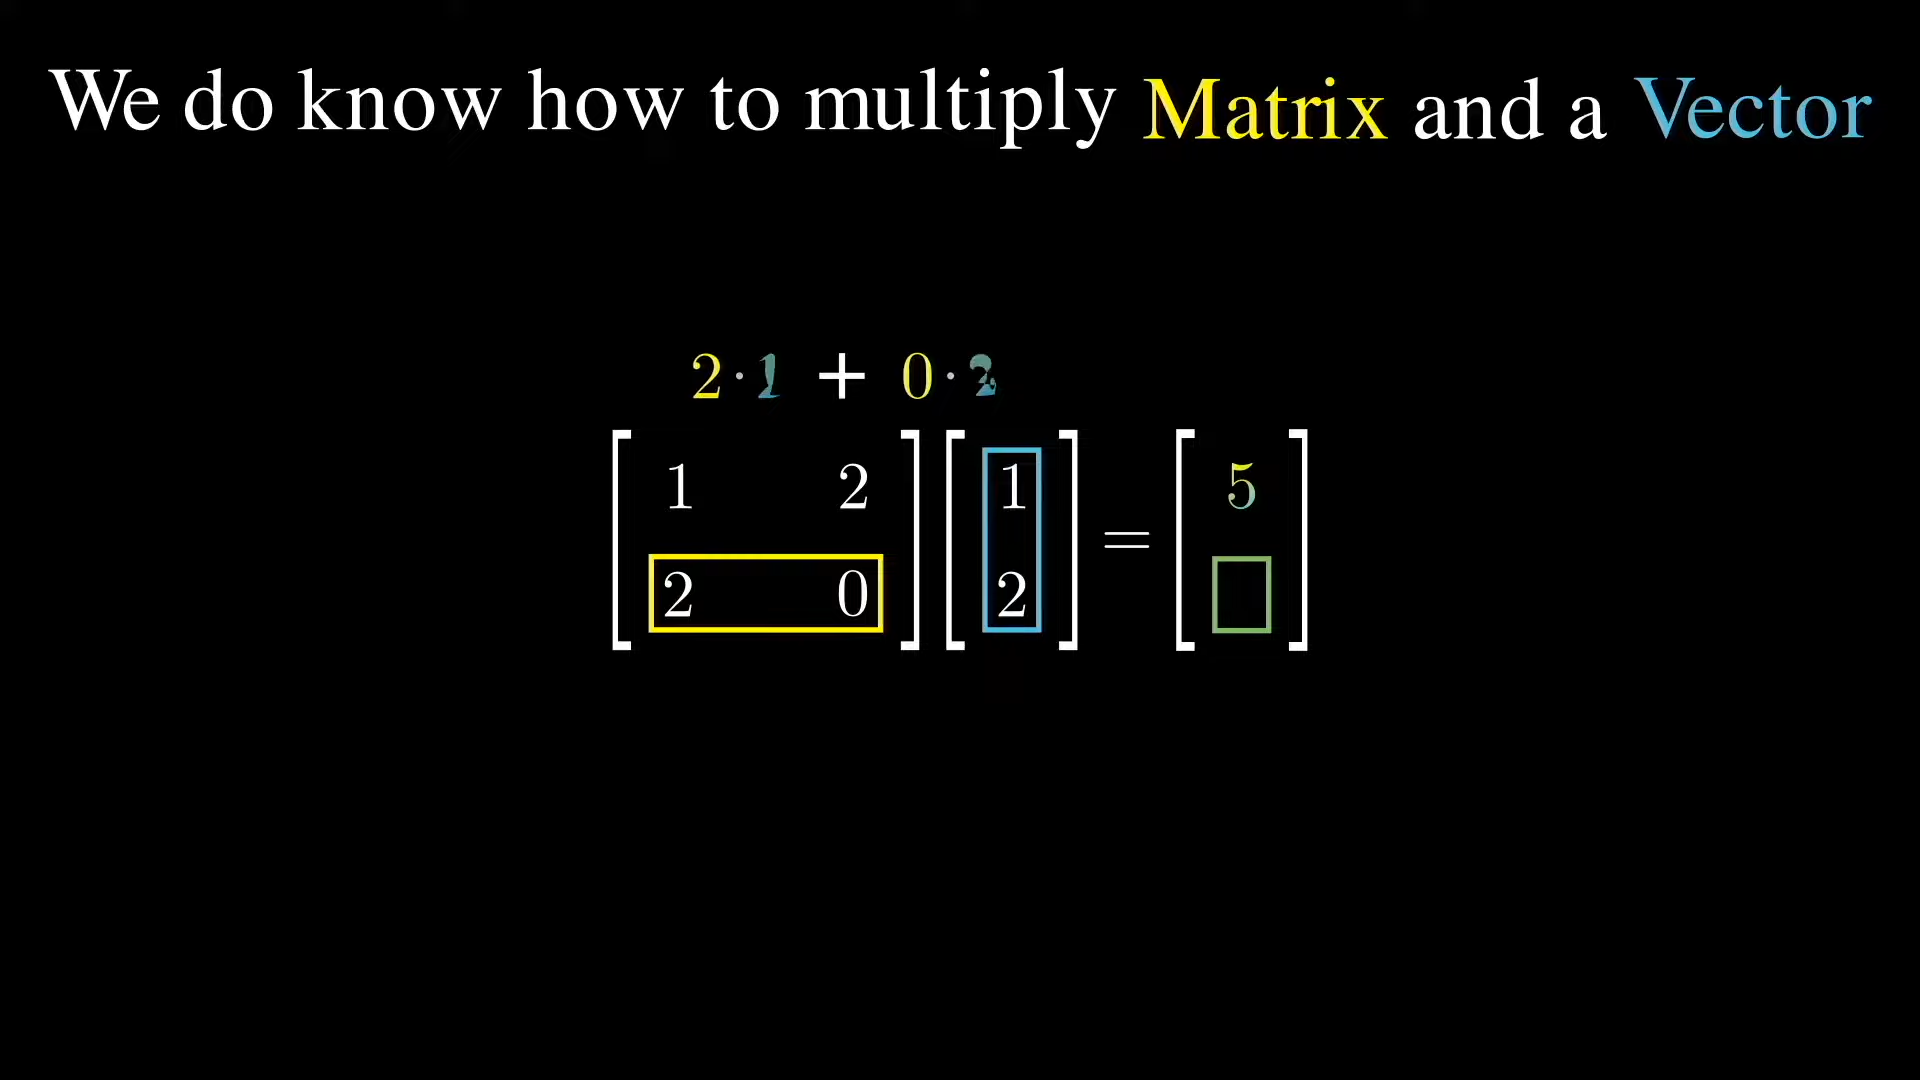 We do know how to multiply Matrix and a Vector
2 · 1 + 0 · 2
[ 1 2 ] [ 1 ] = [ 5 ]
[ 2 0 ] [ 2 ] [ ]